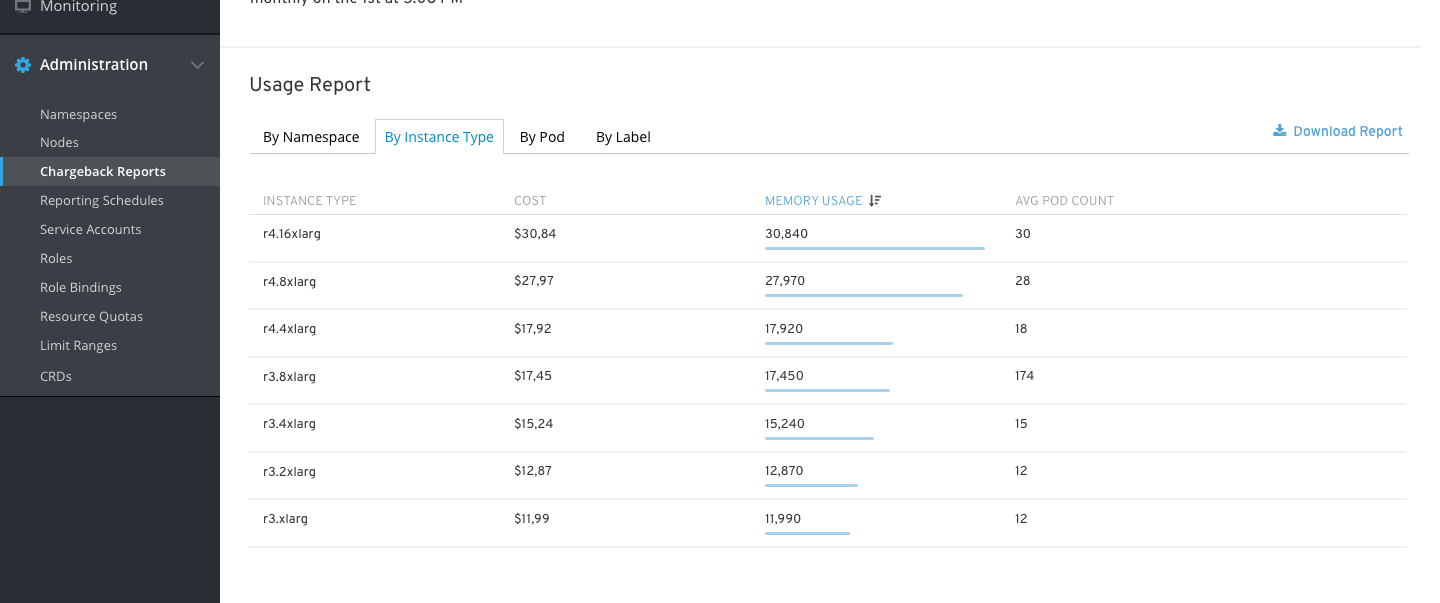 Monitoring
Administration
Namespaces
Nodes
Chargeback Reports
Reporting Schedules
Service Accounts
Roles
Role Bindings
Resource Quotas
Limit Ranges
CRDs
Usage Report
By Namespace By Instance Type By Pod By Label Download Report
INSTANCE TYPE COST MEMORY USAGE AVG POD COUNT
r4.16xlarg $30,84 30,840 30
r4.8xlarg $27,97 27,970 28
r4.4xlarg $17,92 17,920 18
r3.8xlarg $17,45 17,450 174
r3.4xlarg $15,24 15,240 15
r3.2xlarg $12,87 12,870 12
r3.xlarg $11,99 11,990 12